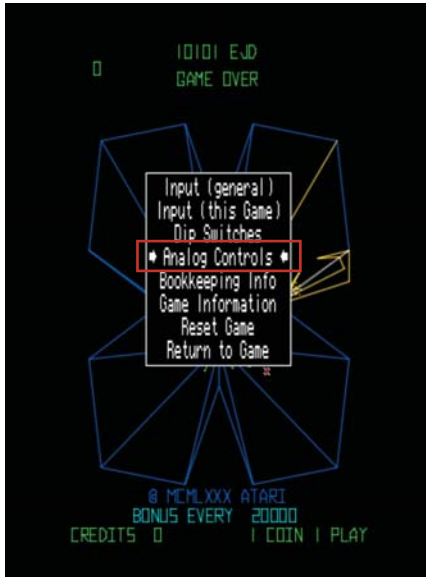 10101 EJD
0
GAME OVER
Input (general)
Input (this Game)
Dip Switches
Analog Controls
Bookkeeping Info
Game Information
Reset Game
Return to Game
@ MCMLXXX ATARI
BONUS EVERY 20000
CREDITS 0 1 COIN 1 PLAY